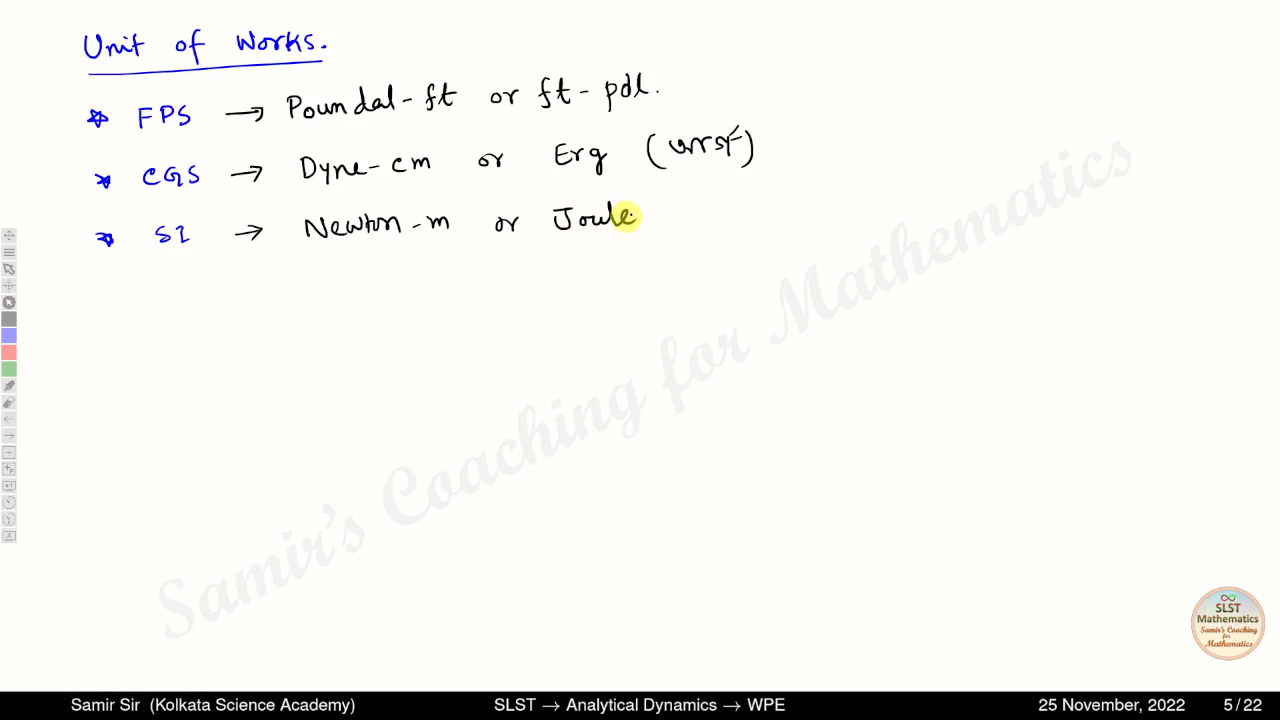 Unit of Works.
FPS → Poundal-ft or ft-pdl.
CGS → Dyne-cm or Erg (আর্গ)
SI → Newton-m or Joule
Samir's Coaching for Mathematics
SLST
Mathematics
Samir's Coaching
for
Mathematics
Samir Sir (Kolkata Science Academy) SLST → Analytical Dynamics → WPE 25 November, 2022 5/22